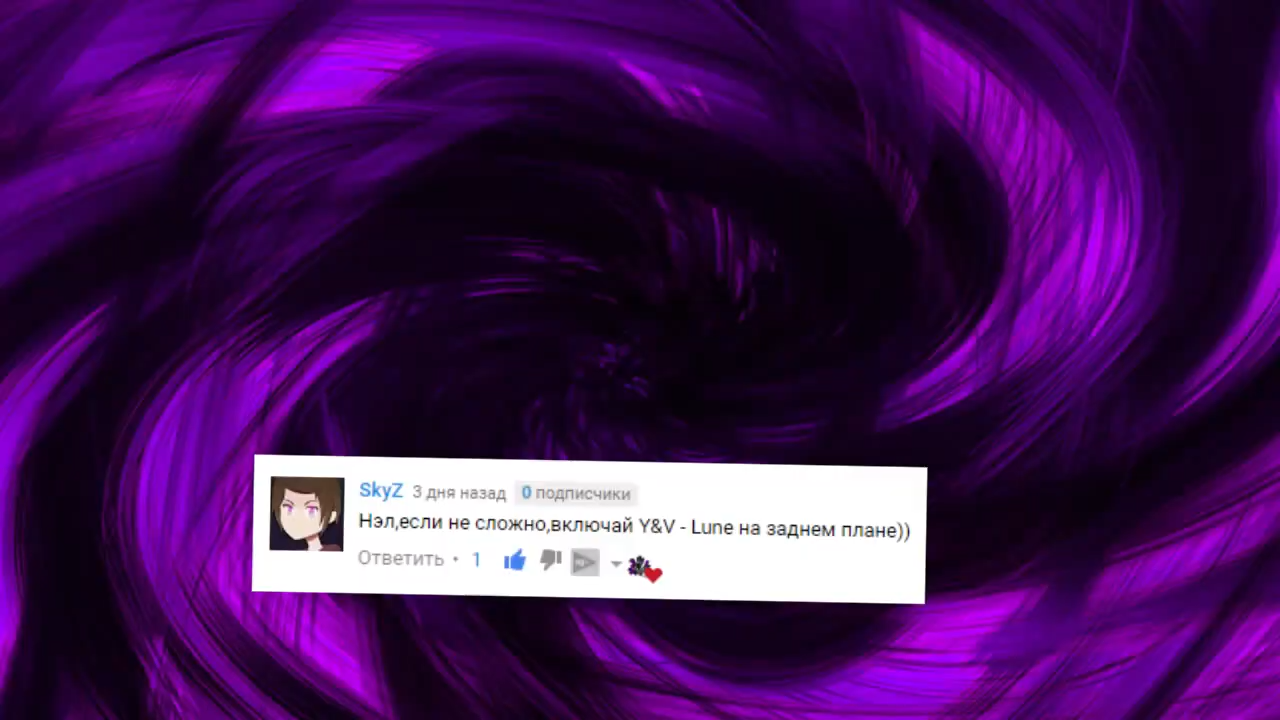 SkyZ 3 дня назад 0 подписчики
Нэл,если не сложно,включай Y&V - Lune на заднем плане))
Ответить • 1